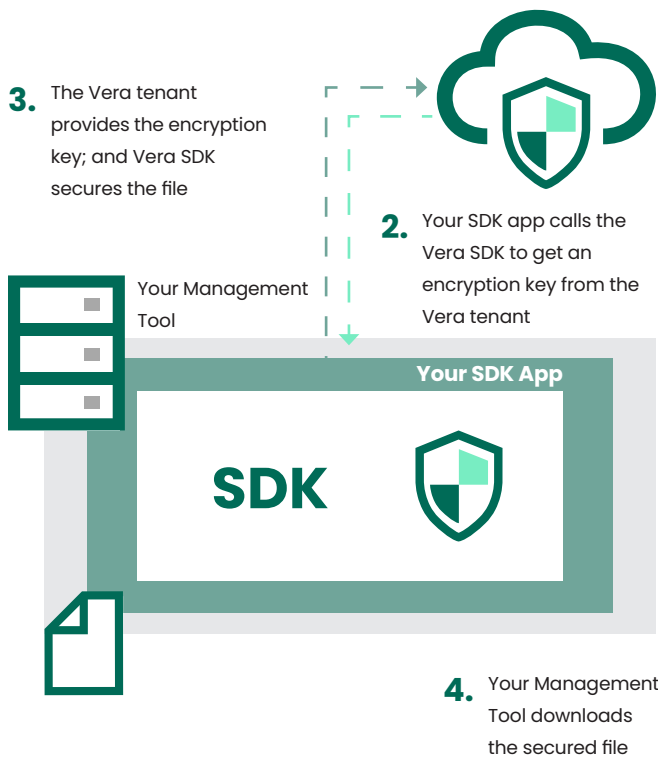 3. The Vera tenant
provides the encryption
key; and Vera SDK
secures the file
2. Your SDK app calls the
Vera SDK to get an
encryption key from the
Vera tenant
Your Management
Tool
Your SDK App
SDK
4. Your Management
Tool downloads
the secured file